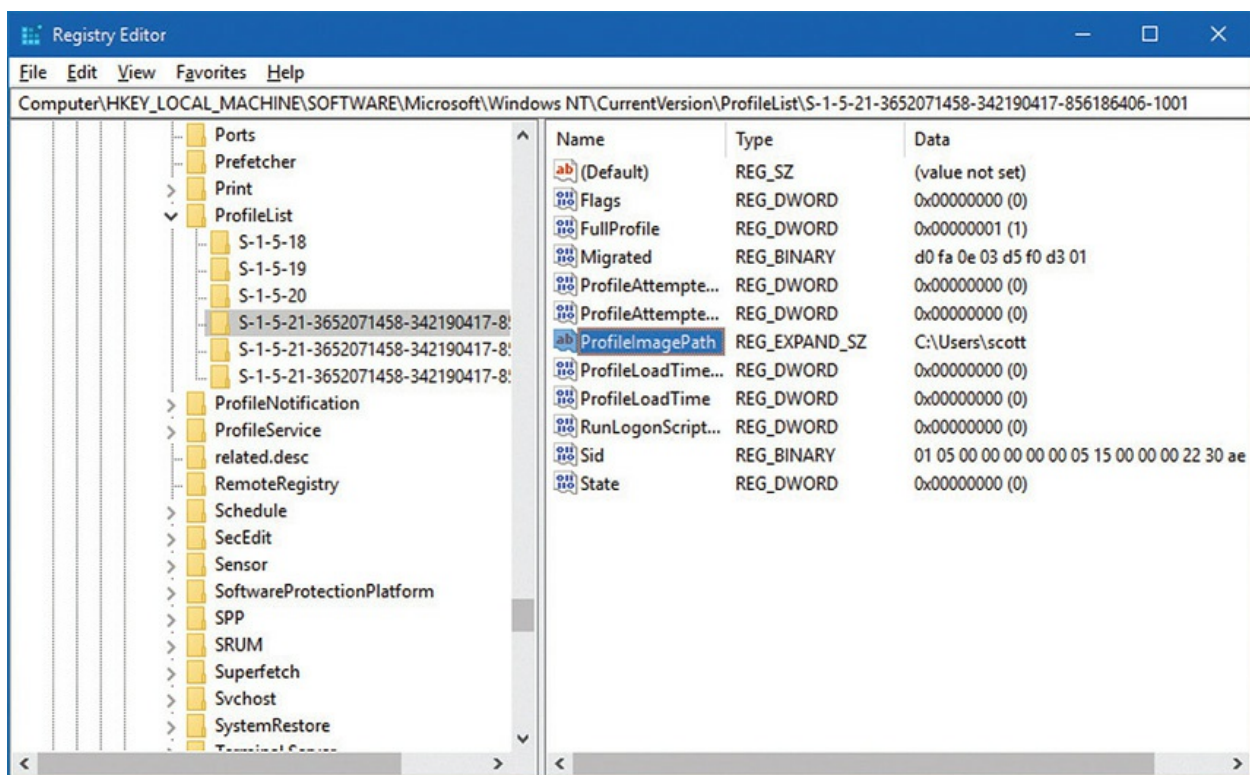 Registry Editor
File Edit View Favorites Help
Computer\HKEY_LOCAL_MACHINE\SOFTWARE\Microsoft\Windows NT\CurrentVersion\ProfileList\S-1-5-21-3652071458-342190417-856186406-1001
Ports
Prefetcher
Print
ProfileList
S-1-5-18
S-1-5-19
S-1-5-20
S-1-5-21-3652071458-342190417-8
S-1-5-21-3652071458-342190417-8
S-1-5-21-3652071458-342190417-8
ProfileNotification
ProfileService
related.desc
RemoteRegistry
Schedule
SecEdit
Sensor
SoftwareProtectionPlatform
SPP
SRUM
Superfetch
Svchost
SystemRestore
Name Type Data
(Default) REG_SZ (value not set)
Flags REG_DWORD 0x00000000 (0)
FullProfile REG_DWORD 0x00000001 (1)
Migrated REG_BINARY d0 fa 0e 03 d5 f0 d3 01
ProfileAttempte... REG_DWORD 0x00000000 (0)
ProfileAttempte... REG_DWORD 0x00000000 (0)
ProfileImagePath REG_EXPAND_SZ C:\Users\scott
ProfileLoadTime... REG_DWORD 0x00000000 (0)
ProfileLoadTime REG_DWORD 0x00000000 (0)
RunLogonScript... REG_DWORD 0x00000000 (0)
Sid REG_BINARY 01 05 00 00 00 00 00 05 15 00 00 00 22 30 ae
State REG_DWORD 0x00000000 (0)